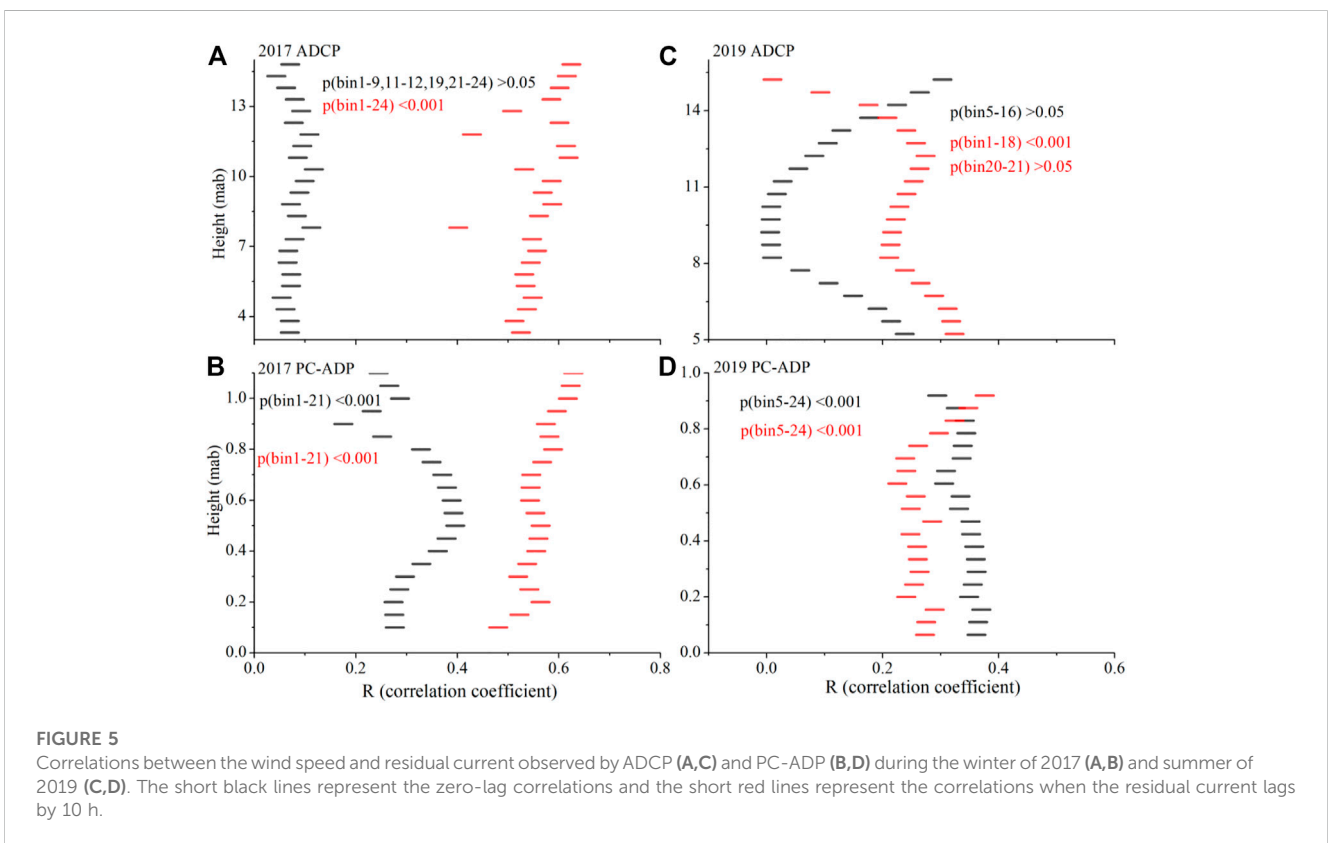 A
2017 ADCP
p(bin1-9,11-12,19,21-24) >0.05
p(bin1-24) <0.001
13
10
7
4
Height (mab)
C
2019 ADCP
p(bin5-16) >0.05
p(bin1-18) <0.001
p(bin20-21) >0.05
14
11
8
5
B
2017 PC-ADP
p(bin1-21) <0.001
p(bin1-21) <0.001
1.0
0.8
0.6
0.4
0.2
0.0
Height (mab)
0.0 0.2 0.4 0.6 0.8
R (correlation coefficient)
D
2019 PC-ADP
p(bin5-24) <0.001
p(bin5-24) <0.001
1.0
0.8
0.6
0.4
0.2
0.0
0.0 0.2 0.4 0.6
R (correlation coefficient)
FIGURE 5
Correlations between the wind speed and residual current observed by ADCP (A,C) and PC-ADP (B,D) during the winter of 2017 (A,B) and summer of
2019 (C,D). The short black lines represent the zero-lag correlations and the short red lines represent the correlations when the residual current lags
by 10 h.